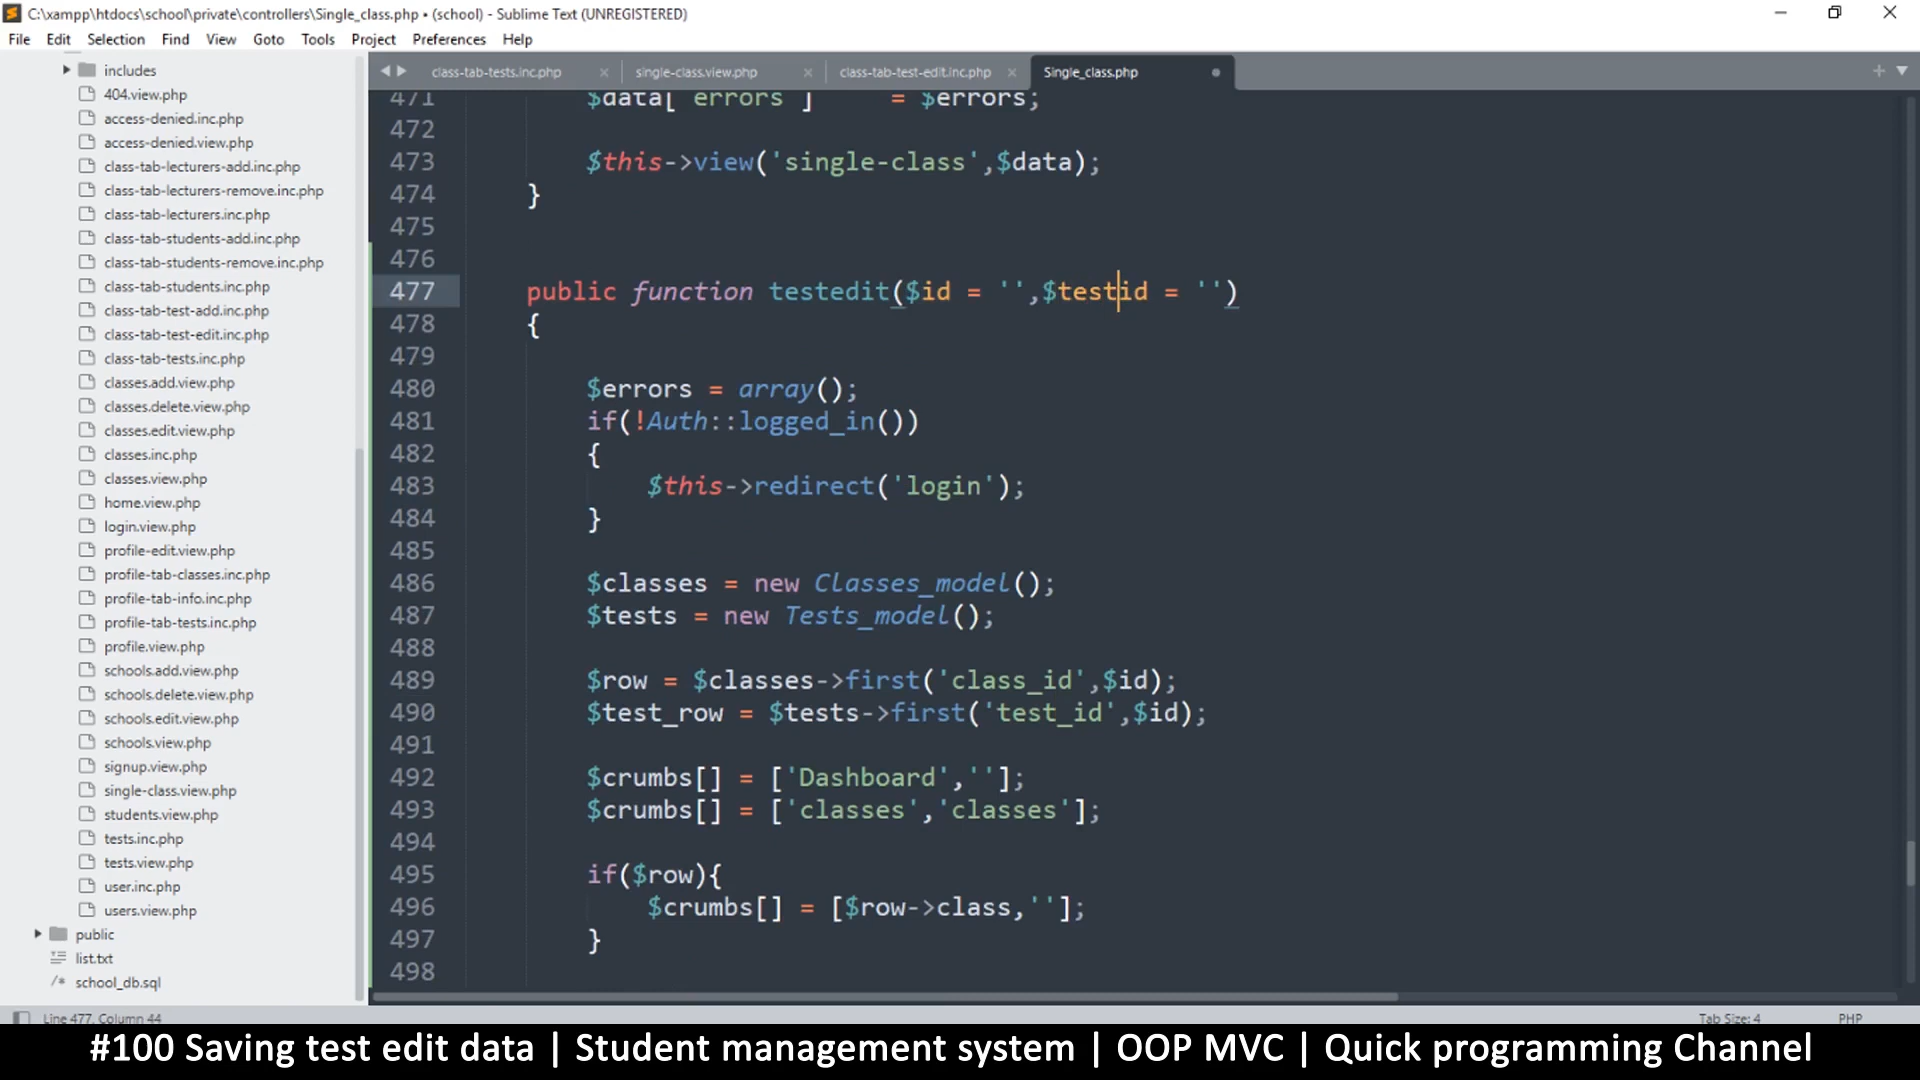 C:\xampp\htdocs\school\private\controllers\Single_class.php • (school) - Sublime Text (UNREGISTERED)
File Edit Selection Find View Goto Tools Project Preferences Help
includes
404.view.php
access-denied.inc.php
access-denied.view.php
class-tab-lecturers-add.inc.php
class-tab-lecturers-remove.inc.php
class-tab-lecturers.inc.php
class-tab-students-add.inc.php
class-tab-students-remove.inc.php
class-tab-students.inc.php
class-tab-test-add.inc.php
class-tab-test-edit.inc.php
class-tab-tests.inc.php
classes.add.view.php
classes.delete.view.php
classes.edit.view.php
classes.inc.php
classes.view.php
home.view.php
login.view.php
profile-edit.view.php
profile-tab-classes.inc.php
profile-tab-info.inc.php
profile-tab-tests.inc.php
profile.view.php
schools.add.view.php
schools.delete.view.php
schools.edit.view.php
schools.view.php
signup.view.php
single-class.view.php
students.view.php
tests.inc.php
tests.view.php
user.inc.php
users.view.php
public
list.txt
/* school_db.sql
class-tab-tests.inc.php × single-class.view.php × class-tab-test-edit.inc.php × Single_class.php •
471 $data['errors'] = $errors;
472
473 $this->view('single-class',$data);
474 }
475
476
477 public function testedit($id = '',$testid = '')
478 {
479
480 $errors = array();
481 if(!Auth::logged_in())
482 {
483 $this->redirect('login');
484 }
485
486 $classes = new Classes_model();
487 $tests = new Tests_model();
488
489 $row = $classes->first('class_id',$id);
490 $test_row = $tests->first('test_id',$id);
491
492 $crumbs[] = ['Dashboard',''];
493 $crumbs[] = ['classes','classes'];
494
495 if($row){
496 $crumbs[] = [$row->class,''];
497 }
498
Line 477, Column 44 Tab Size: 4 PHP
#100 Saving test edit data | Student management system | OOP MVC | Quick programming Channel